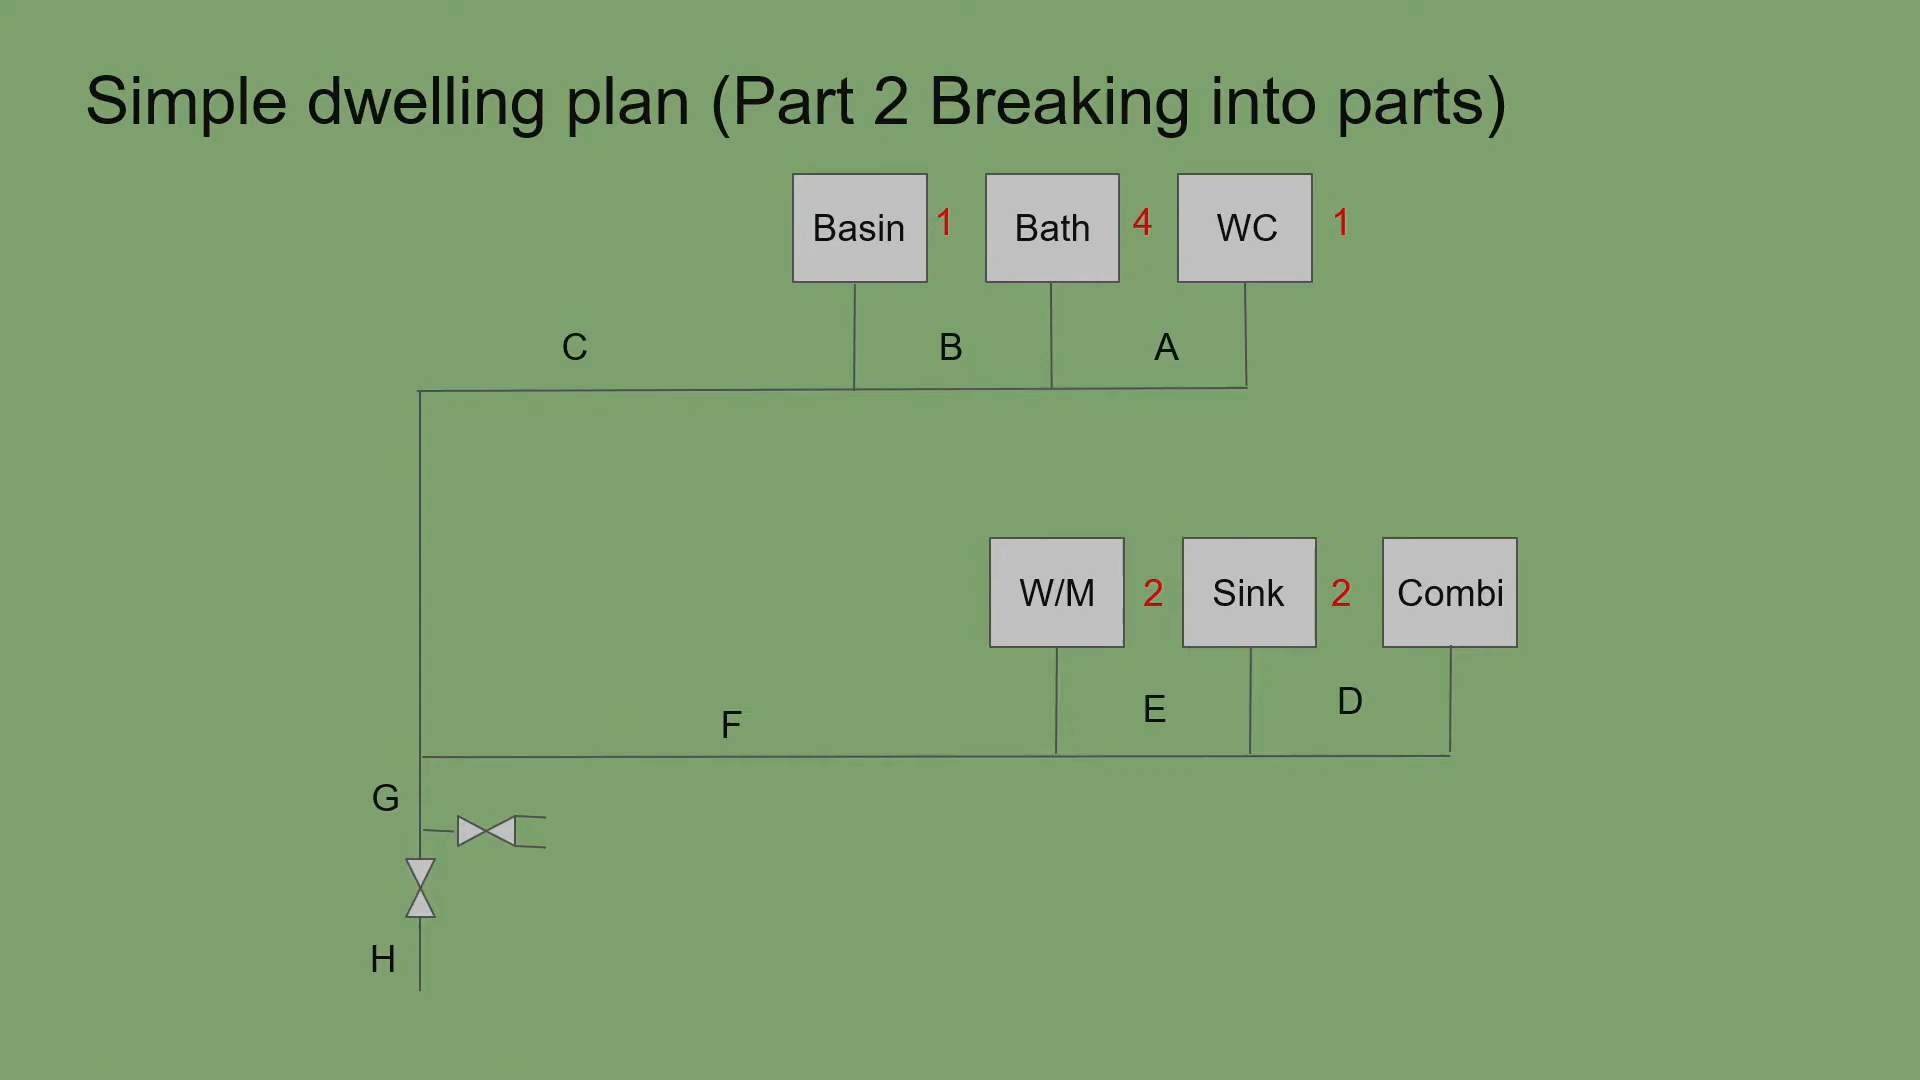 Simple dwelling plan (Part 2 Breaking into parts)
Basin 1 Bath 4 WC 1
C B A
W/M 2 Sink 2 Combi
F E D
G
H